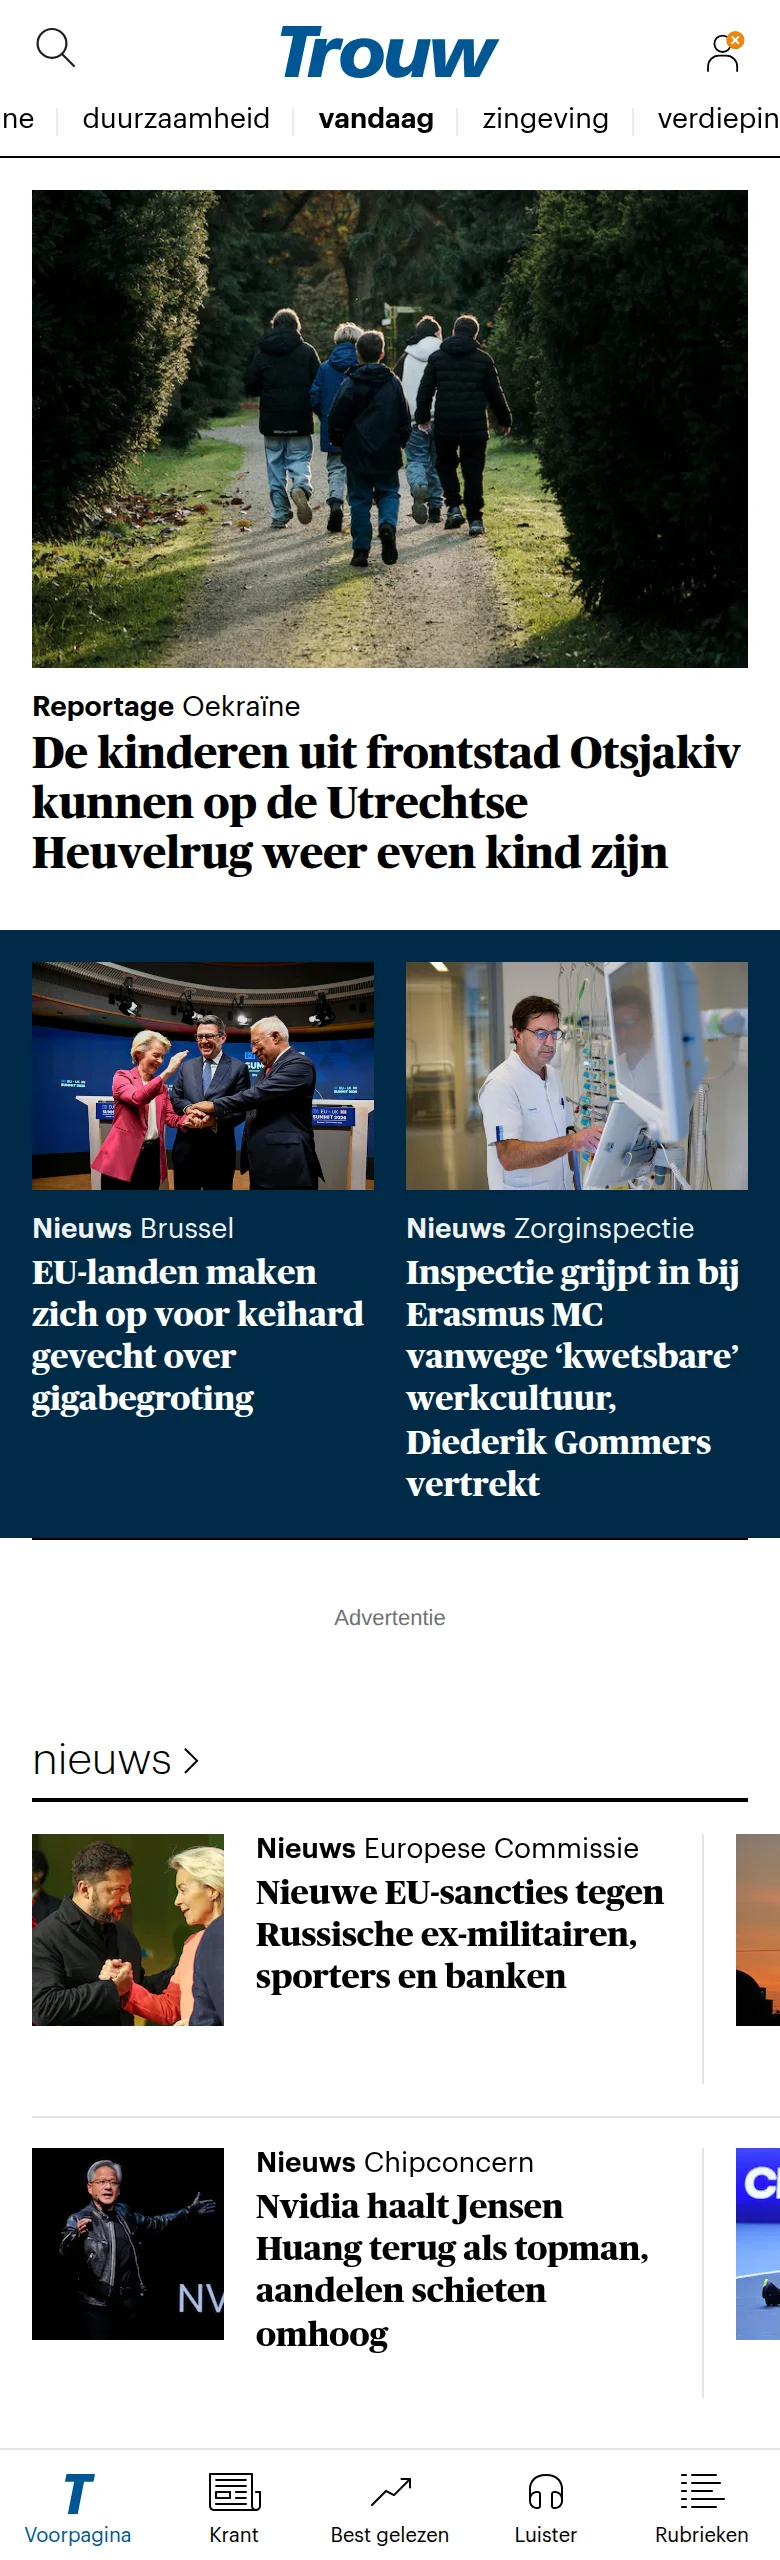 Trouw
ne duurzaamheid vandaag zingeving verdiepin
Reportage Oekraïne
De kinderen uit frontstad Otsjakiv
kunnen op de Utrechtse
Heuvelrug weer even kind zijn
Nieuws Brussel
EU-landen maken
zich op voor keihard
gevecht over
gigabegroting
Nieuws Zorginspectie
Inspectie grijpt in bij
Erasmus MC
vanwege ‘kwetsbare’
werkcultuur,
Diederik Gommers
vertrekt
Advertentie
nieuws
Nieuws Europese Commissie
Nieuwe EU-sancties tegen
Russische ex-militairen,
sporters en banken
NV
Nieuws Chipconcern
Nvidia haalt Jensen
Huang terug als topman,
aandelen schieten
omhoog
T
Voorpagina
Krant
Best gelezen
Luister
Rubrieken